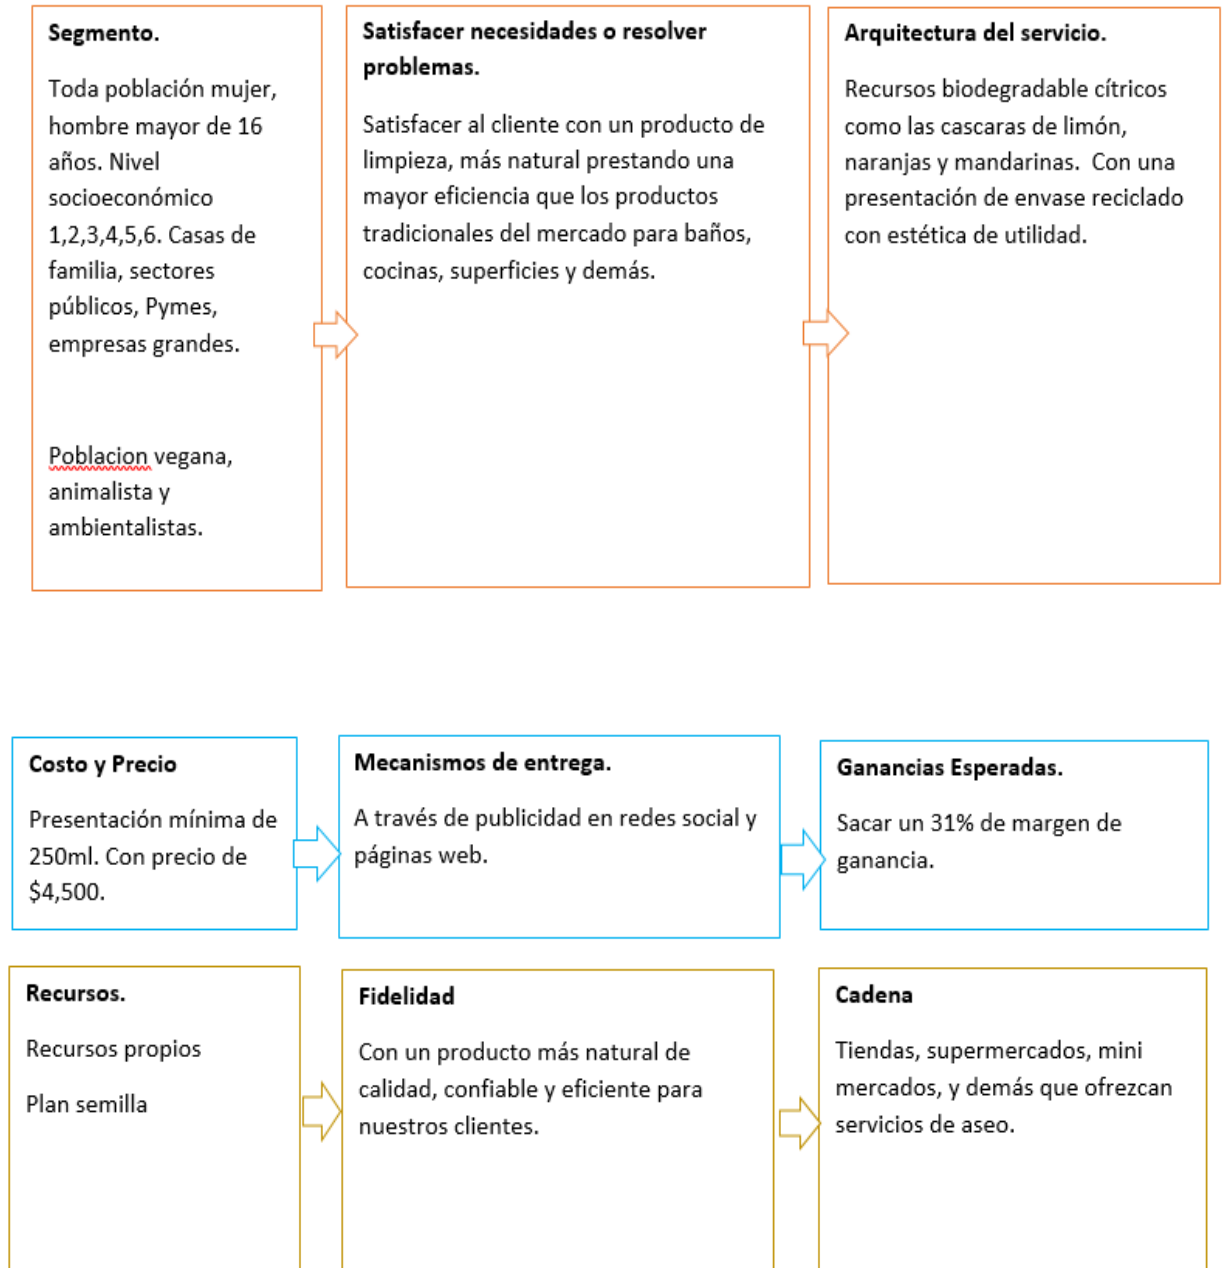 Segmento.
Toda población mujer,
hombre mayor de 16
años. Nivel
socioeconómico
1,2,3,4,5,6. Casas de
familia, sectores
públicos, Pymes,
empresas grandes.
Poblacion vegana,
animalista y
ambientalistas.
Satisfacer necesidades o resolver
problemas.
Satisfacer al cliente con un producto de
limpieza, más natural prestando una
mayor eficiencia que los productos
tradicionales del mercado para baños,
cocinas, superficies y demás.
Arquitectura del servicio.
Recursos biodegradable cítricos
como las cascaras de limón,
naranjas y mandarinas.  Con una
presentación de envase reciclado
con estética de utilidad.
Costo y Precio
Presentación mínima de
250ml. Con precio de
$4,500.
Mecanismos de entrega.
A través de publicidad en redes social y
páginas web.
Ganancias Esperadas.
Sacar un 31% de margen de
ganancia.
Recursos.
Recursos propios
Plan semilla
Fidelidad
Con un producto más natural de
calidad, confiable y eficiente para
nuestros clientes.
Cadena
Tiendas, supermercados, mini
mercados, y demás que ofrezcan
servicios de aseo.